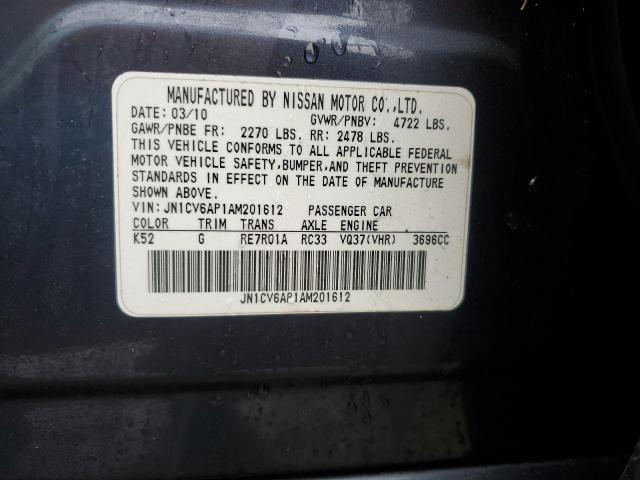 MANUFACTURED BY NISSAN MOTOR CO.,LTD.
DATE: 03/10 GVWR/PNBV: 4722 LBS.
GAWR/PNBE FR: 2270 LBS. RR: 2478 LBS.
THIS VEHICLE CONFORMS TO ALL APPLICABLE FEDERAL
MOTOR VEHICLE SAFETY,BUMPER,AND THEFT PREVENTION
STANDARDS IN EFFECT ON THE DATE OF MANUFACTURE
SHOWN ABOVE.
VIN: JN1CV6AP1AM201612 PASSENGER CAR
COLOR TRIM TRANS AXLE ENGINE
K52 G RE7R01A RC33 VQ37(VHR) 3696CC
JN1CV6AP1AM201612